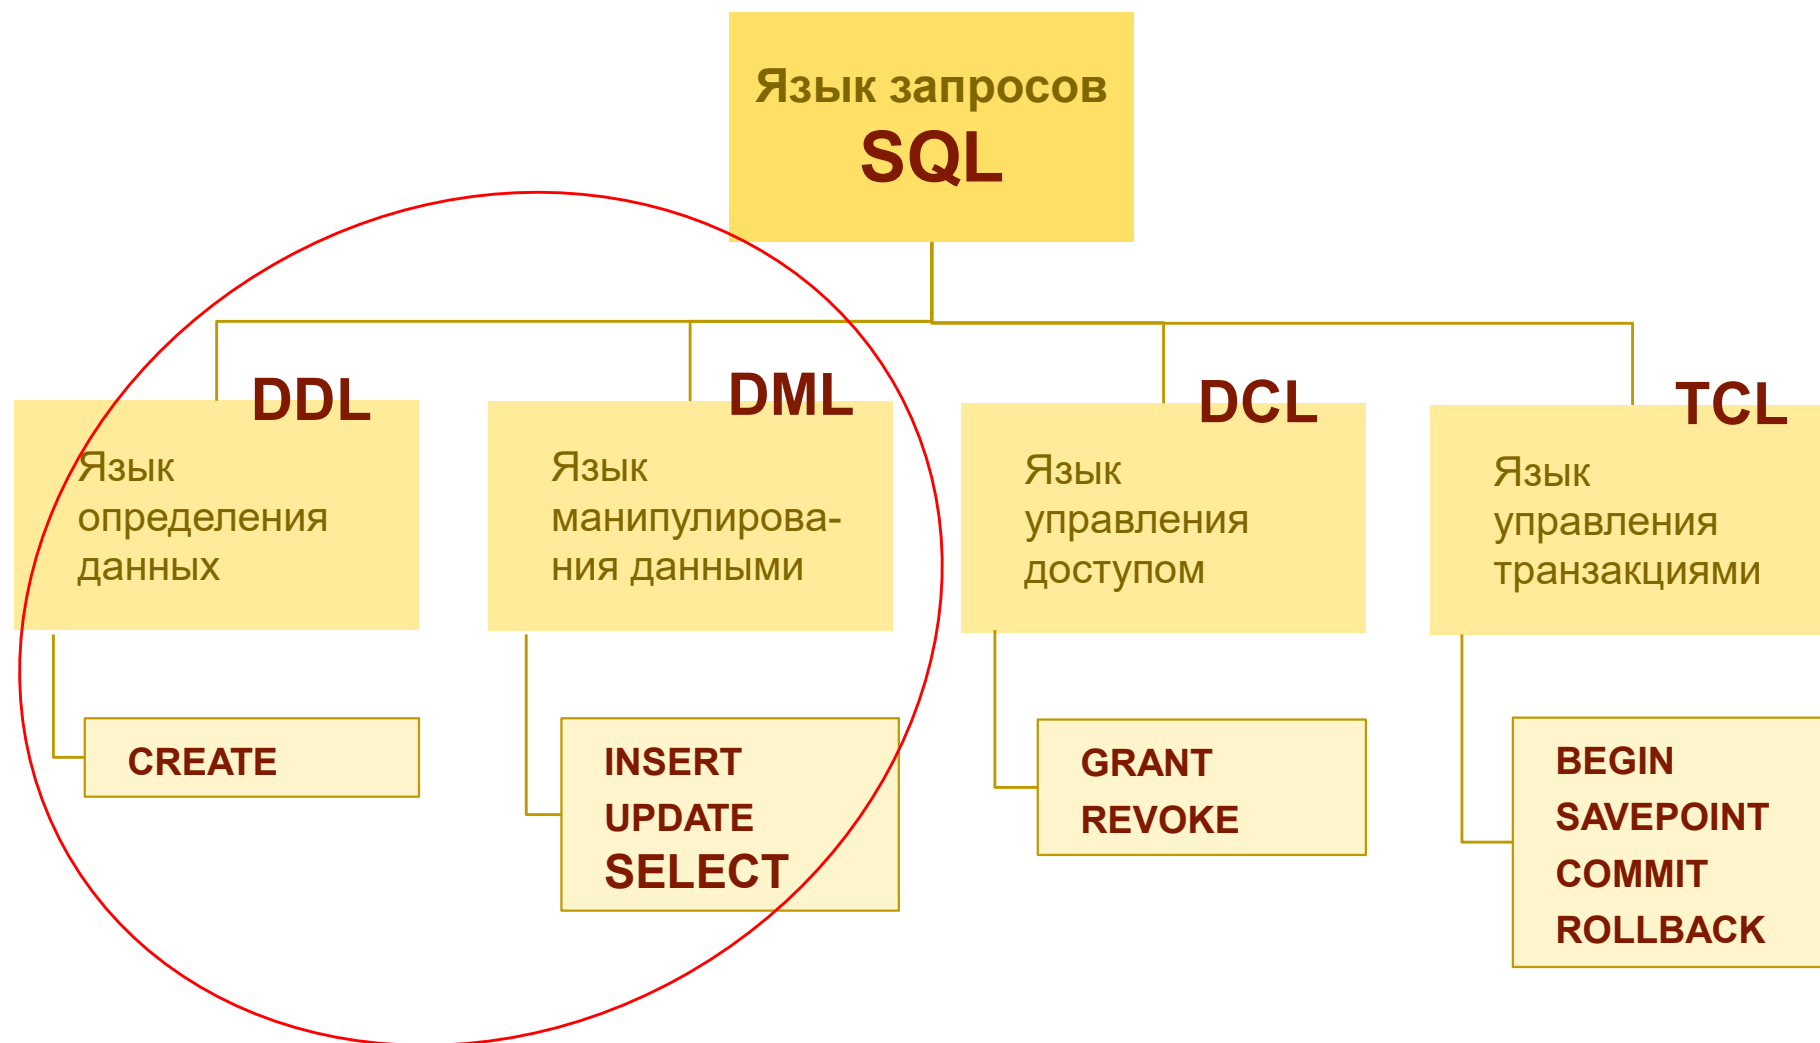 Язык запросов
SQL
DDL
Язык
определения
данных
CREATE
DML
Язык
манипулирова-
ния данными
INSERT
UPDATE
SELECT
DCL
Язык
управления
доступом
GRANT
REVOKE
TCL
Язык
управления
транзакциями
BEGIN
SAVEPOINT
COMMIT
ROLLBACK